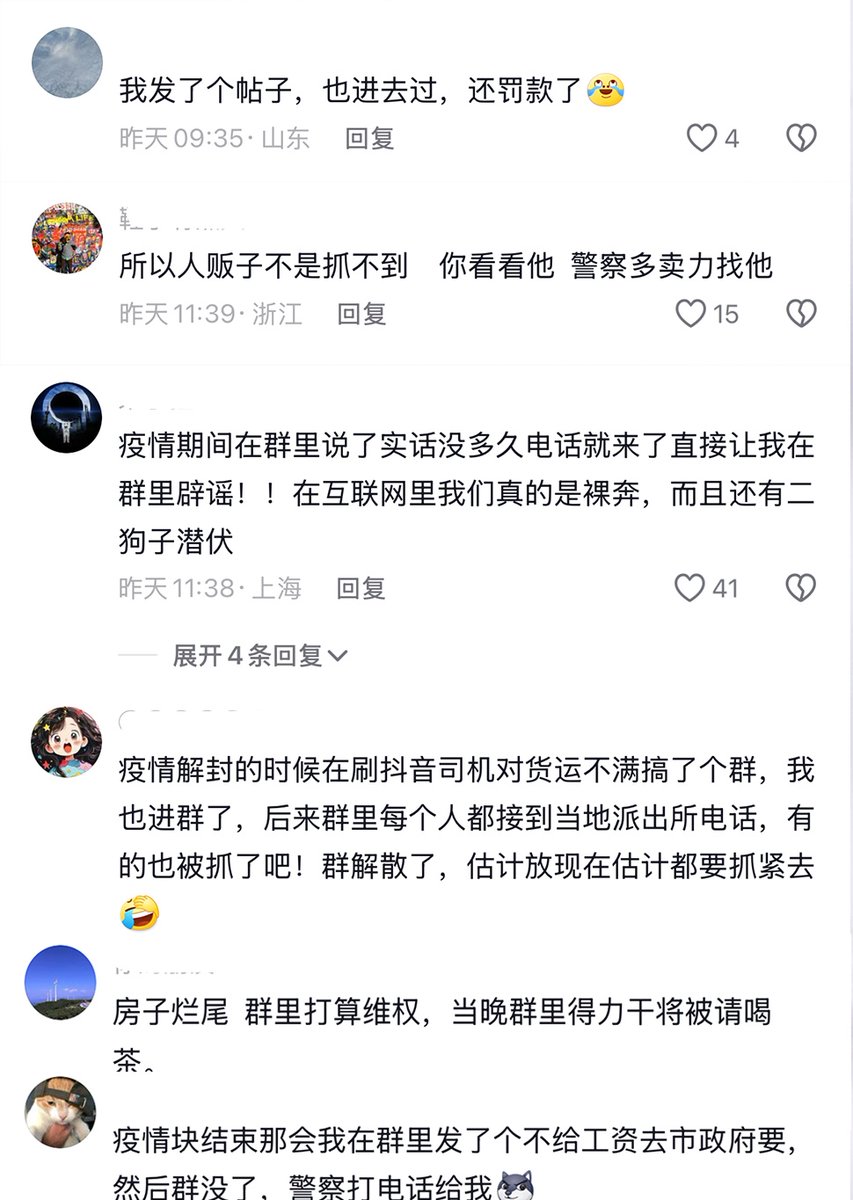 我发了个帖子，也进去过，还罚款了
昨天 09:35 · 山东 回复 4
所以人贩子不是抓不到 你看看他 警察多卖力找他
昨天 11:39 · 浙江 回复 15
疫情期间在群里说了实话没多久电话就来了直接让我在
群里辟谣！！在互联网里我们真的是裸奔，而且还有二
狗子潜伏
昨天 11:38 · 上海 回复 41
展开 4 条回复
疫情解封的时候在刷抖音司机对货运不满搞了个群，我
也进群了，后来群里每个人都接到当地派出所电话，有
的也被抓了吧！群解散了，估计放现在估计都要抓紧去
房子烂尾 群里打算维权，当晚群里得力干将被请喝
茶。
疫情块结束那会我在群里发了个不给工资去市政府要，
然后群没了，警察打电话给我